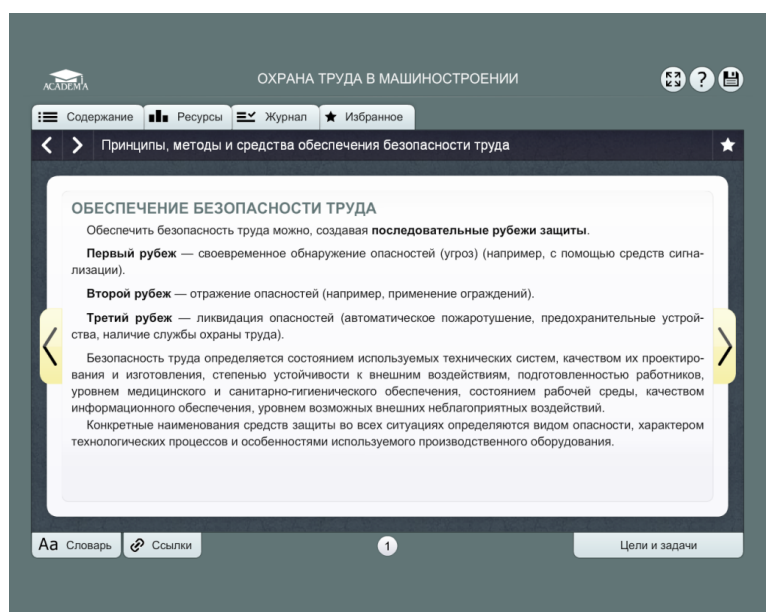 ACADEM'A
ОХРАНА ТРУДА В МАШИНОСТРОЕНИИ
?
Содержание Ресурсы Журнал Избранное
Принципы, методы и средства обеспечения безопасности труда
ОБЕСПЕЧЕНИЕ БЕЗОПАСНОСТИ ТРУДА
Обеспечить безопасность труда можно, создавая последовательные рубежи защиты.
Первый рубеж — своевременное обнаружение опасностей (угроз) (например, с помощью средств сигна-
лизации).
Второй рубеж — отражение опасностей (например, применение ограждений).
Третий рубеж — ликвидация опасностей (автоматическое пожаротушение, предохранительные устрой-
ства, наличие службы охраны труда).
Безопасность труда определяется состоянием используемых технических систем, качеством их проектиро-
вания и изготовления, степенью устойчивости к внешним воздействиям, подготовленностью работников,
уровнем медицинского и санитарно-гигиенического обеспечения, состоянием рабочей среды, качеством
информационного обеспечения, уровнем возможных внешних неблагоприятных воздействий.
Конкретные наименования средств защиты во всех ситуациях определяются видом опасности, характером
технологических процессов и особенностями используемого производственного оборудования.
Аа Словарь Ссылки 1 Цели и задачи